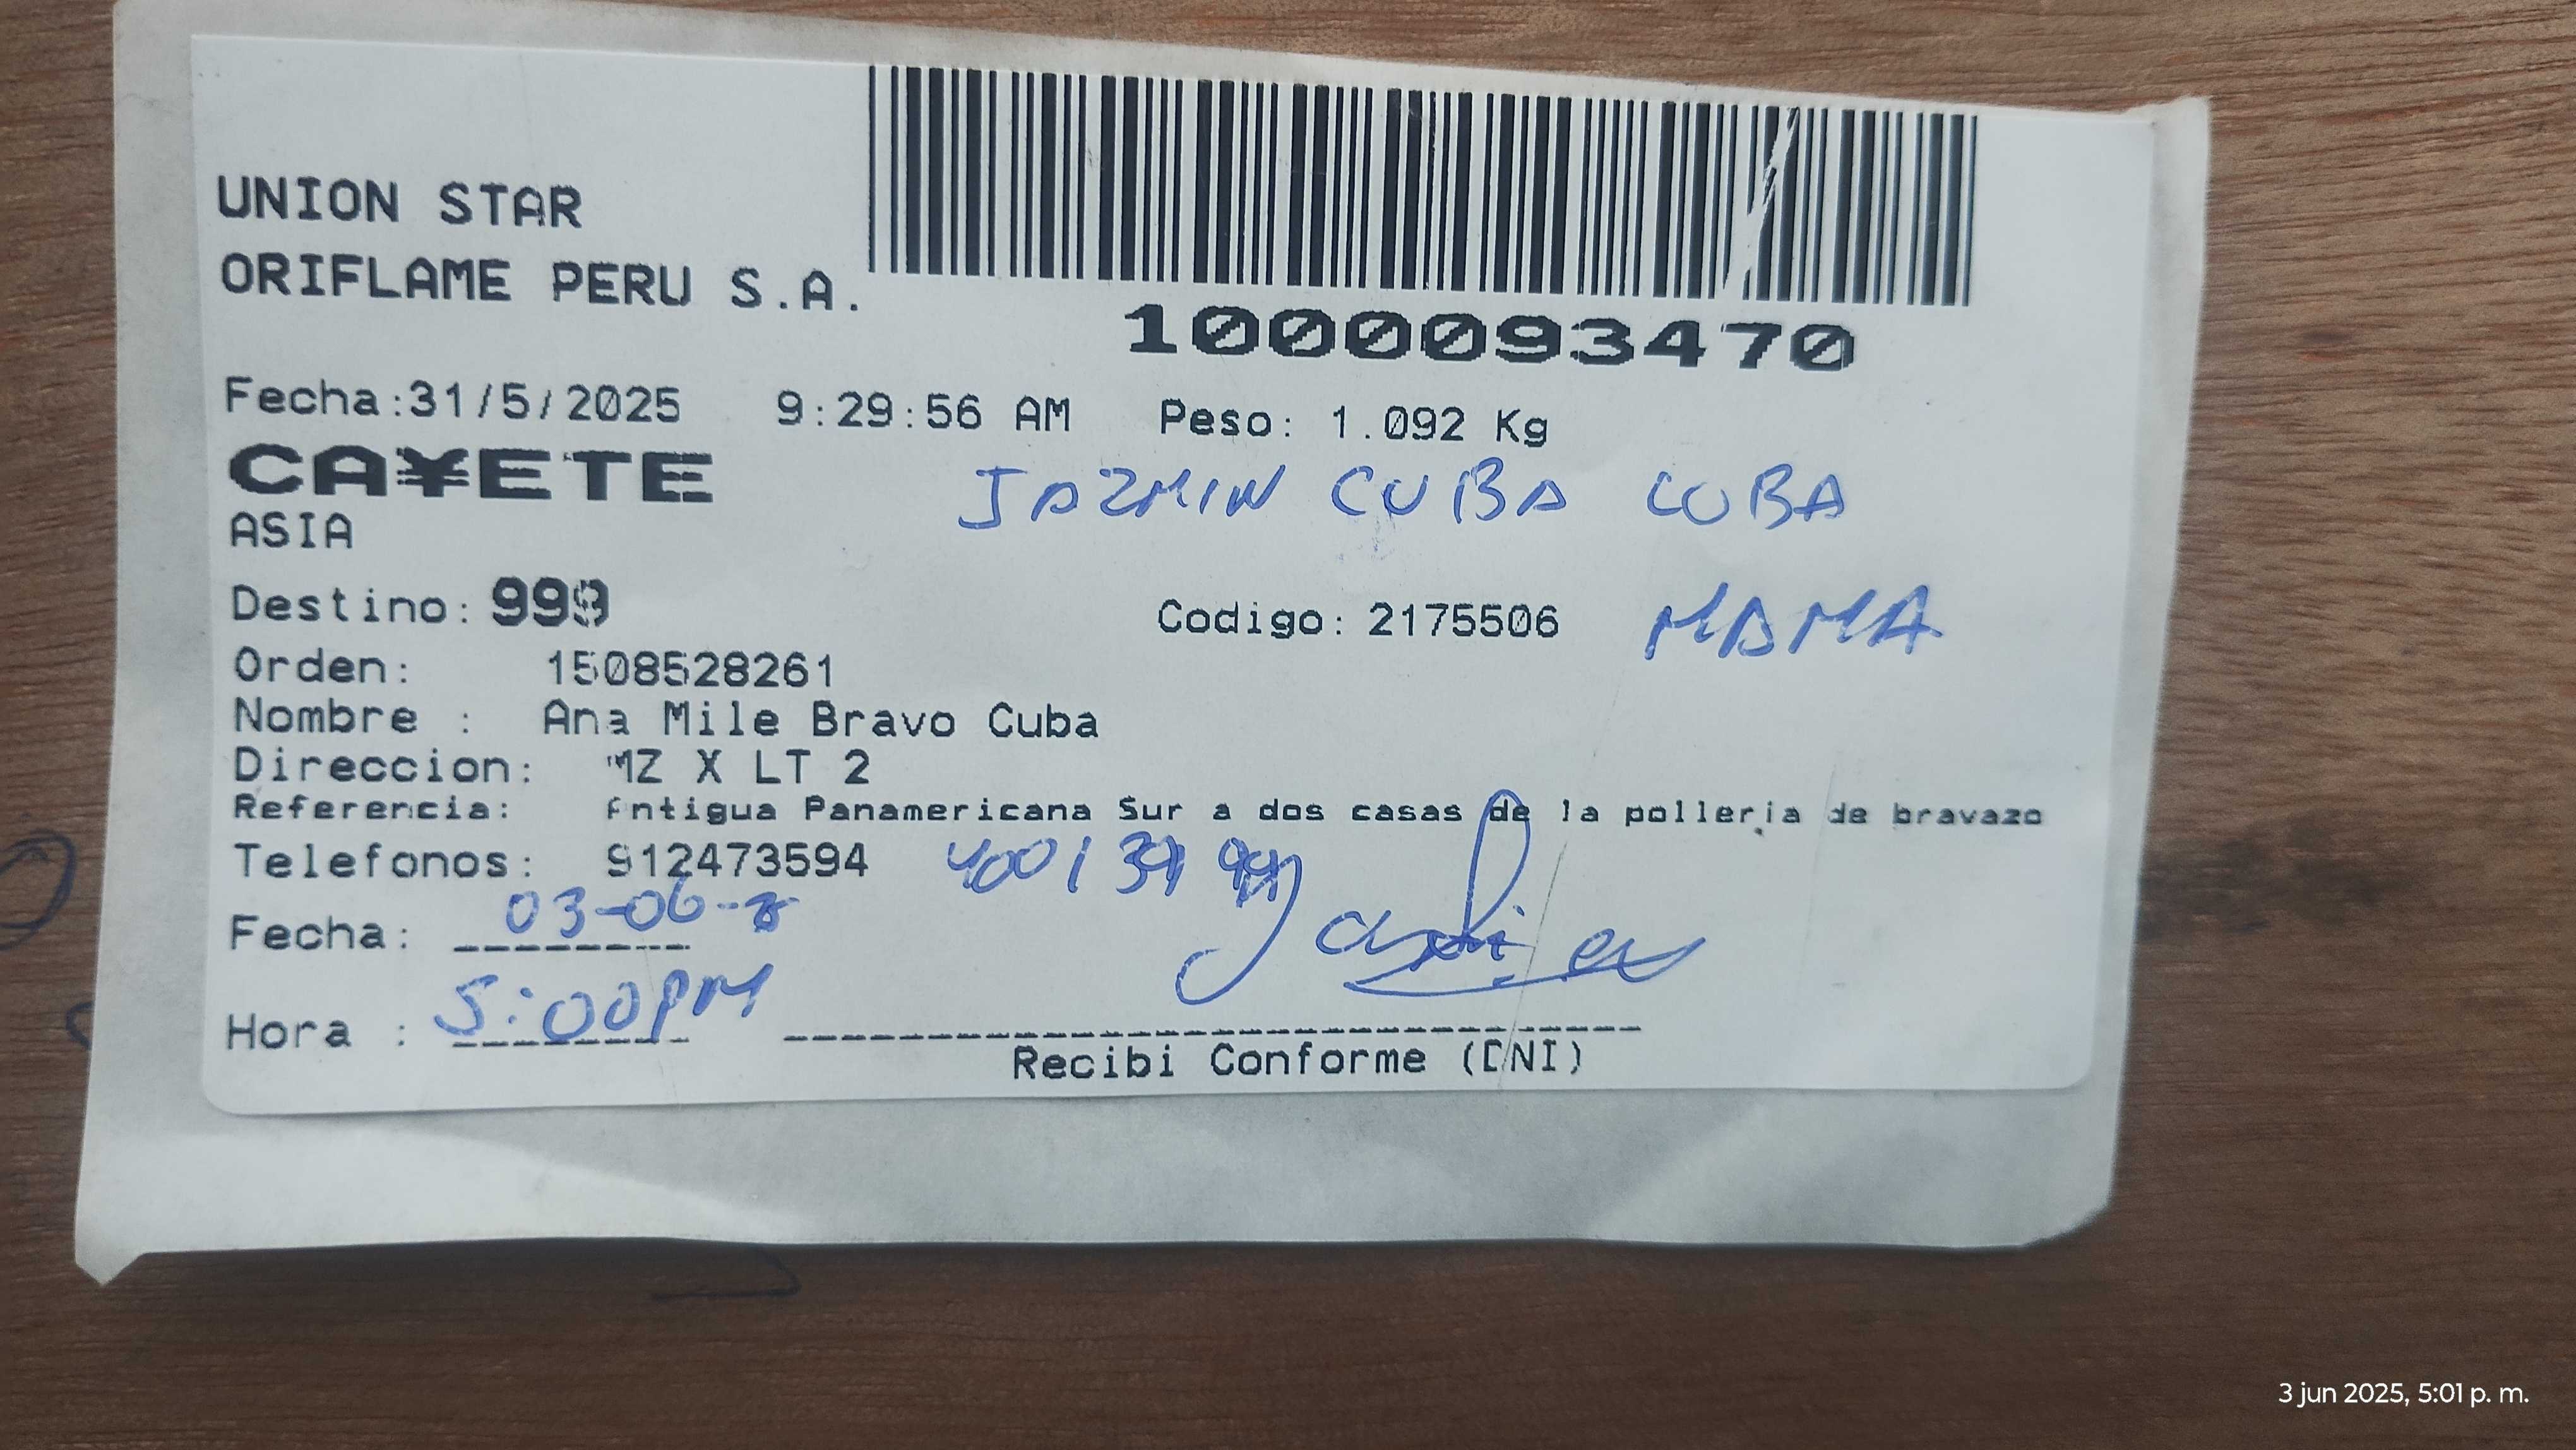 UNION STAR
ORIFLAME PERU S.A.
1000093470
Fecha:31/5/2025 9:29:56 AM Peso: 1.092 Kg
CA¥ETE
JAZMIN CUBA CUBA
ASIA
Destino: 999 Codigo: 2175506 MAMA
Orden: 1508528261
Nombre : Ana Mile Bravo Cuba
Direccion: MZ X LT 2
Referencia: Antigua Panamericana Sur a dos casas de la polleria de bravazo
Telefonos: 912473594
Fecha: 03-06-
Hora : 5:00PM
Recibi Conforme (DNI)
3 jun 2025, 5:01 p. m.